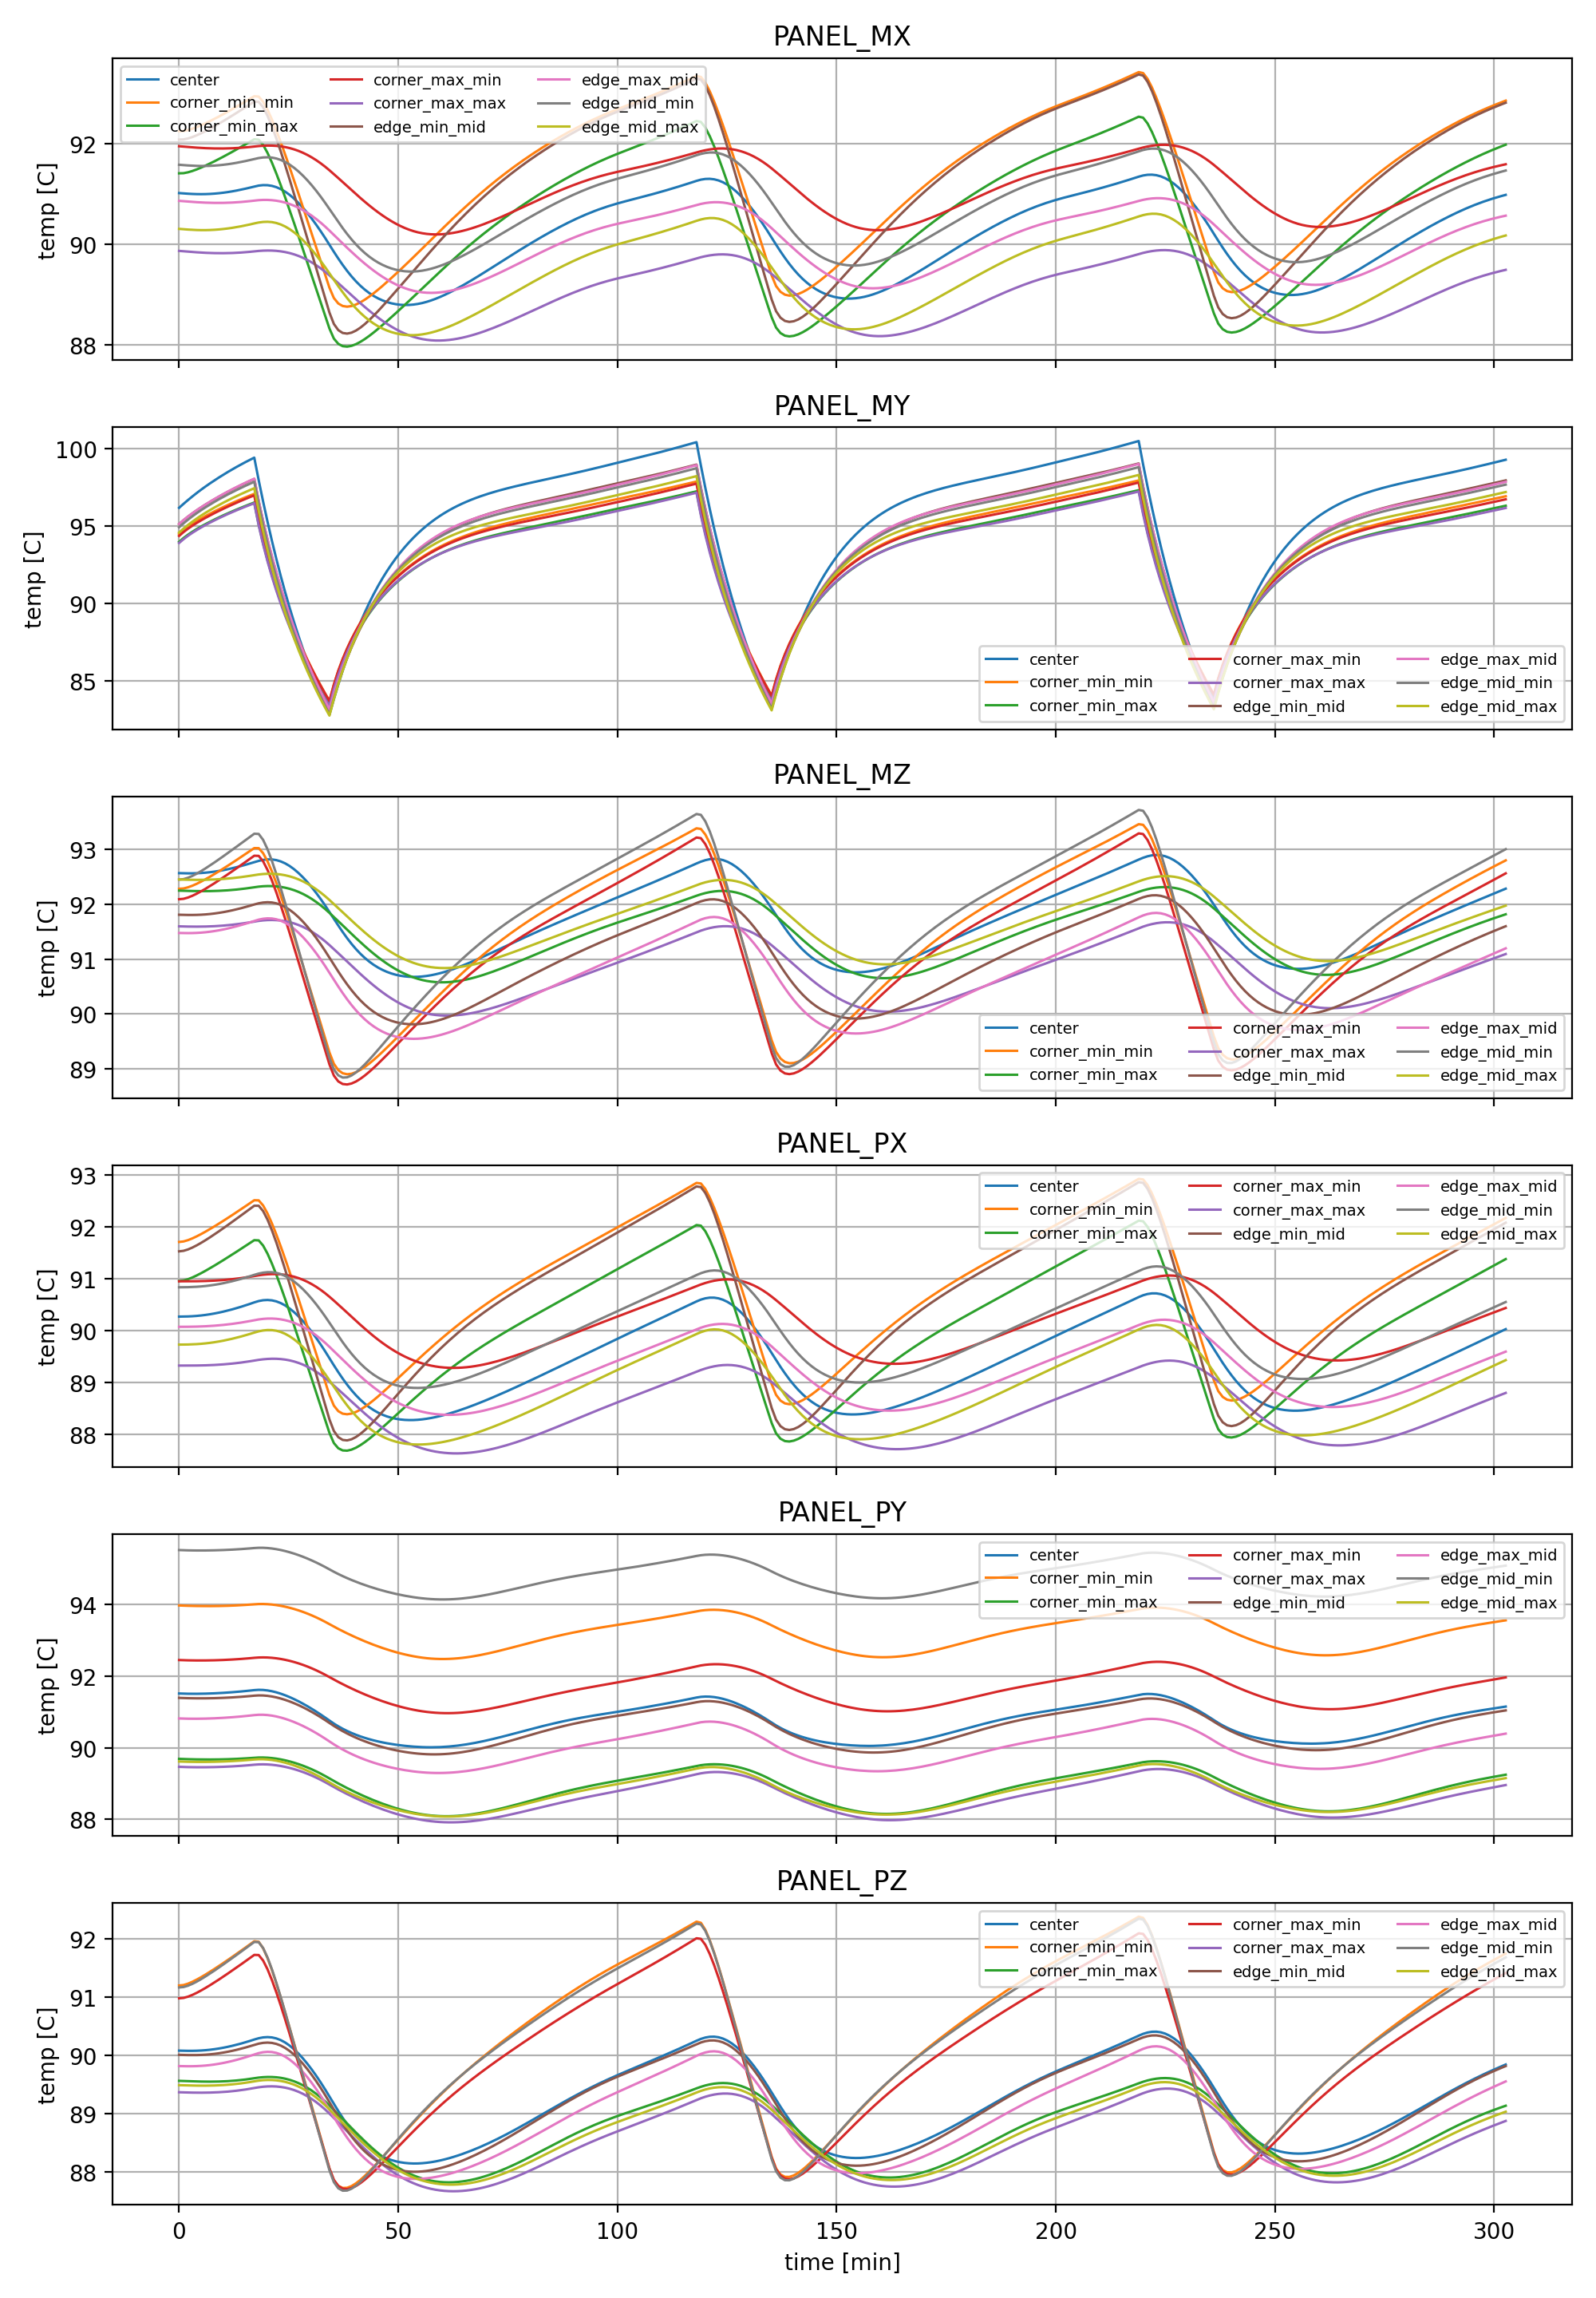 PANEL_MX
temp [C]
92
90
88
center corner_max_min edge_max_mid
corner_min_min corner_max_max edge_mid_min
corner_min_max edge_min_mid edge_mid_max
PANEL_MY
temp [C]
100
95
90
85
center corner_max_min edge_max_mid
corner_min_min corner_max_max edge_mid_min
corner_min_max edge_min_mid edge_mid_max
PANEL_MZ
temp [C]
93
92
91
90
89
center corner_max_min edge_max_mid
corner_min_min corner_max_max edge_mid_min
corner_min_max edge_min_mid edge_mid_max
PANEL_PX
temp [C]
93
92
91
90
89
88
center corner_max_min edge_max_mid
corner_min_min corner_max_max edge_mid_min
corner_min_max edge_min_mid edge_mid_max
PANEL_PY
temp [C]
94
92
90
88
center corner_max_min edge_max_mid
corner_min_min corner_max_max edge_mid_min
corner_min_max edge_min_mid edge_mid_max
PANEL_PZ
temp [C]
92
91
90
89
88
center corner_max_min edge_max_mid
corner_min_min corner_max_max edge_mid_min
corner_min_max edge_min_mid edge_mid_max
0 50 100 150 200 250 300
time [min]